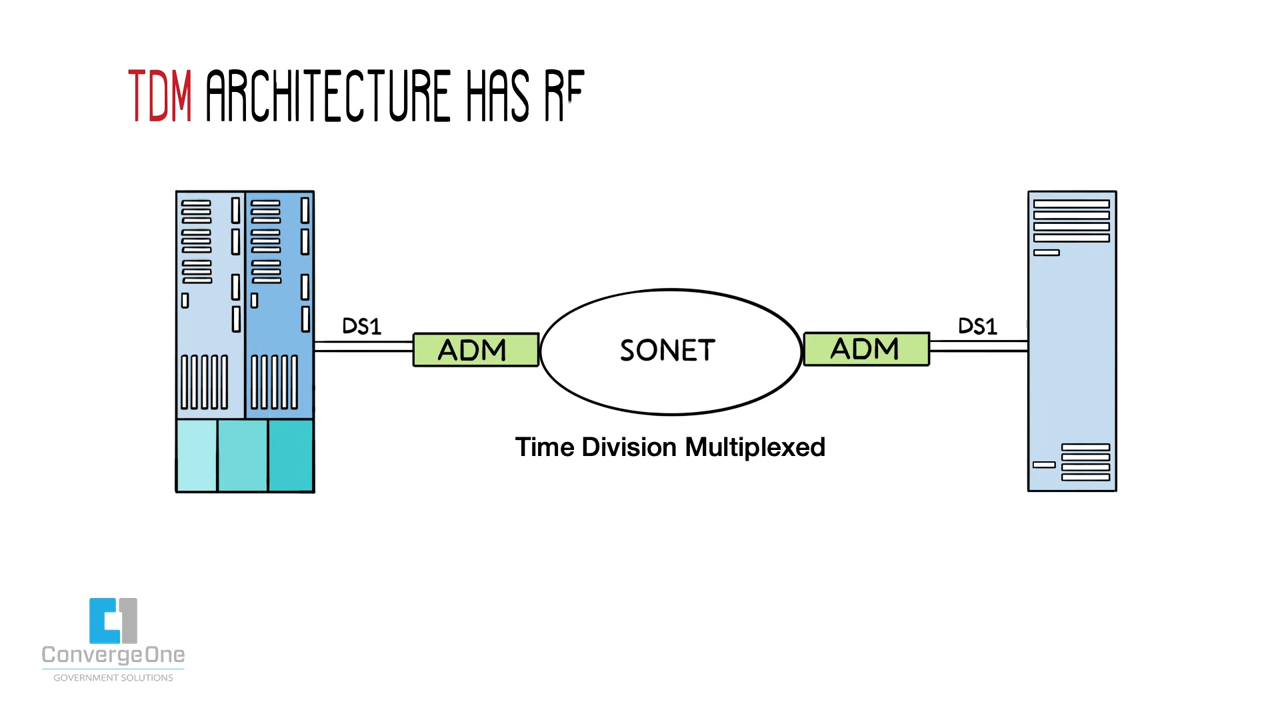 TDM ARCHITECTURE HAS RF
DS1
ADM
SONET
ADM
DS1
Time Division Multiplexed
ConvergeOne
GOVERNMENT SOLUTIONS